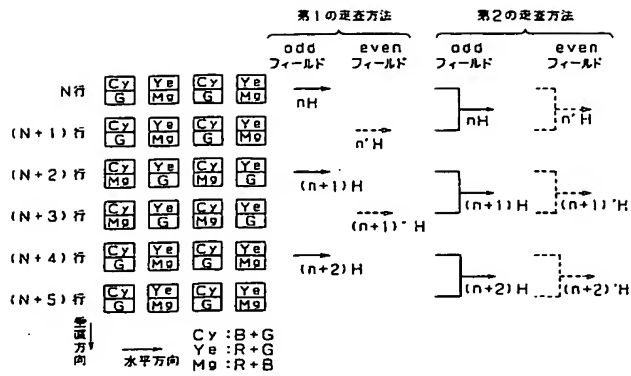 第1の走査方法 第2の走査方法
odd even odd even
フィールド フィールド フィールド フィールド
N行 Cy Ye Cy Ye
G Mg G Mg
nH nH n'H
(N+1)行 Cy Ye Cy Ye
G Mg G Mg
n'H
(N+2)行 Cy Ye Cy Ye
Mg G Mg G
(n+1)H (n+1)H (n+1)'H
(N+3)行 Cy Ye Cy Ye
Mg G Mg G
(n+1)'H
(N+4)行 Cy Ye Cy Ye
G Mg G Mg
(n+2)H (n+2)H (n+2)'H
(N+5)行 Cy Ye Cy Ye
G Mg G Mg
垂直方向
水平方向
Cy:B+G
Ye:R+G
Mg:R+B